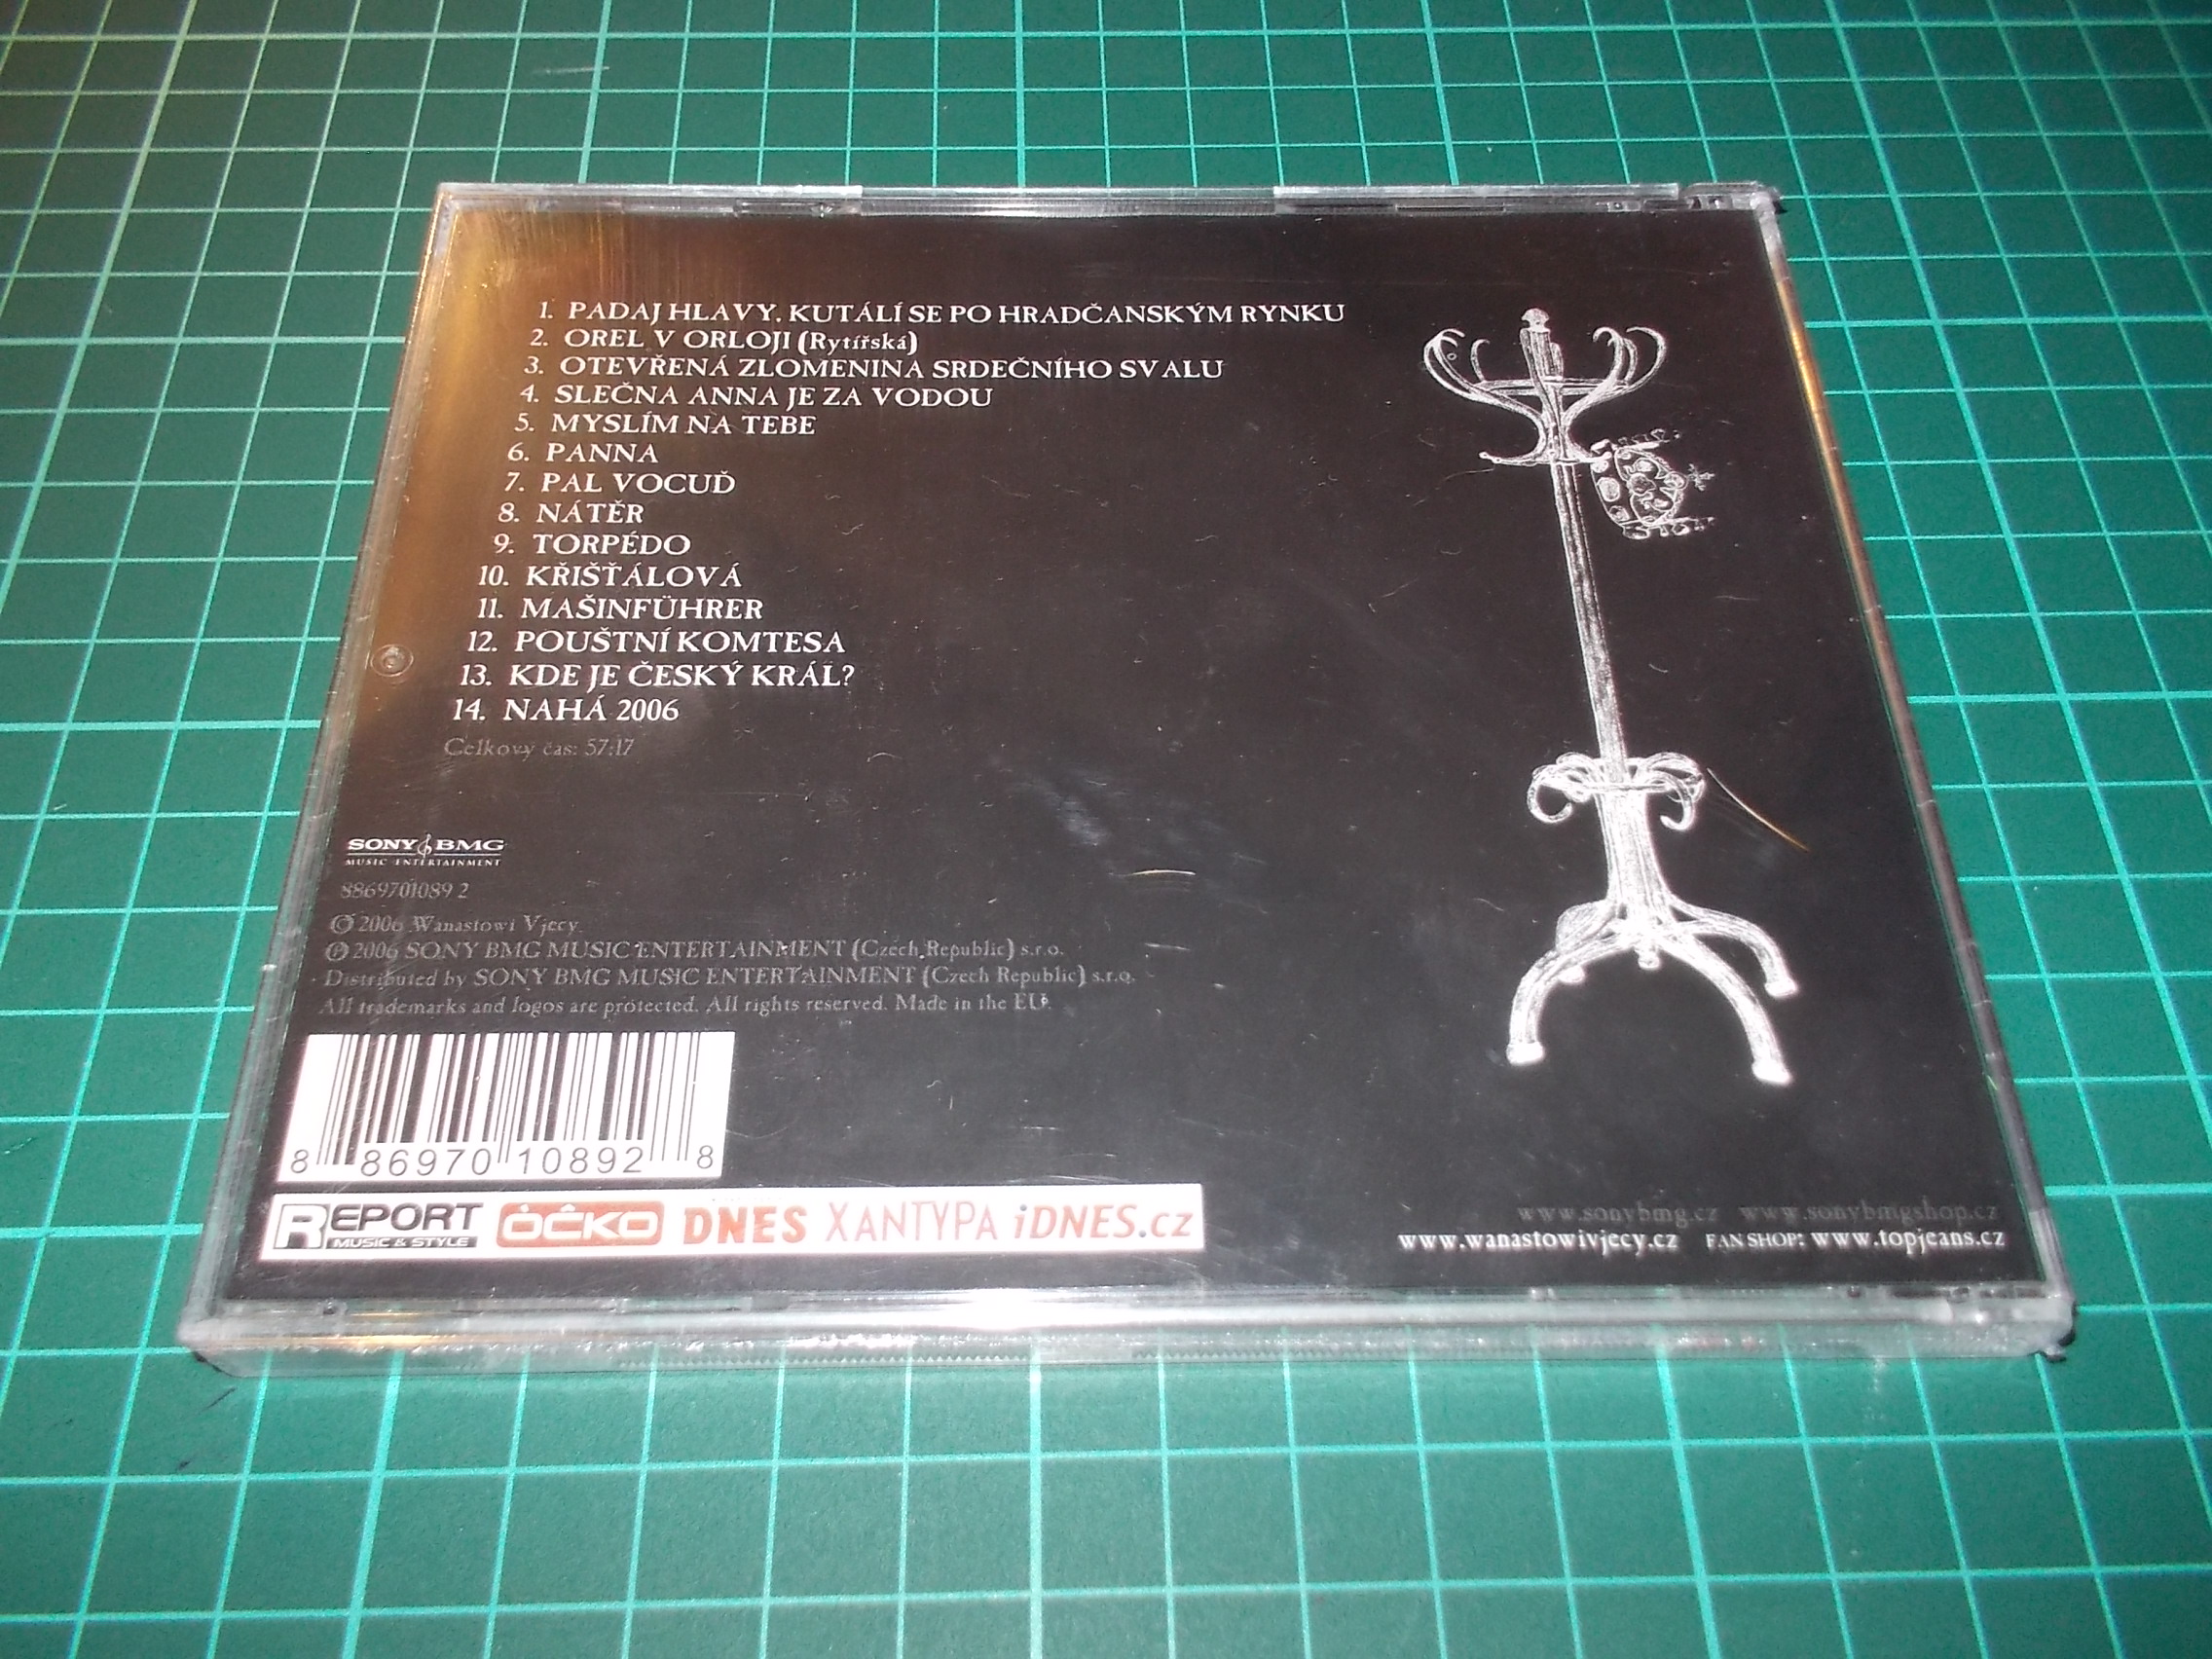 1. PADAJ HLAVY, KUTÁLÍ SE PO HRADČANSKÝM RYNKU
2. OREL V ORLOJI (Rytířská)
3. OTEVŘENÁ ZLOMENINA SRDEČNÍHO SVALU
4. SLEČNA ANNA JE ZA VODOU
5. MYSLÍM NA TEBE
6. PANNA
7. PAL VOCUĎ
8. NÁTĚR
9. TORPÉDO
10. KŘIŠŤÁLOVÁ
11. MAŠINFÜHRER
12. POUŠTNÍ KOMTESA
13. KDE JE ČESKÝ KRÁL?
14. NAHÁ 2006
Celkový čas: 57:17
SONY BMG
MUSIC ENTERTAINMENT
8869701089 2
© 2006 Wanastowi Vjecy
℗ 2006 SONY BMG MUSIC ENTERTAINMENT (Czech Republic) s.r.o.
Distributed by SONY BMG MUSIC ENTERTAINMENT (Czech Republic) s.r.o.
All trademarks and logos are protected. All rights reserved. Made in the EU.
8 86970 10892 8
REPORT MUSIC & STYLE ÓČKO DNES XANTYPA iDNES.cz
www.sonybmg.cz www.sonybmgshop.cz
www.wanastowivjecy.cz FAN SHOP: www.topjeans.cz